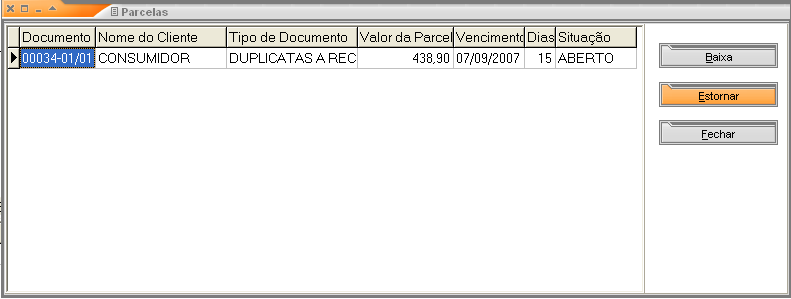 Parcelas
Documento Nome do Cliente Tipo de Documento Valor da Parcel Vencimento Dias Situação
00034-01/01 CONSUMIDOR DUPLICATAS A REC 438,90 07/09/2007 15 ABERTO
Baixa
Estornar
Fechar